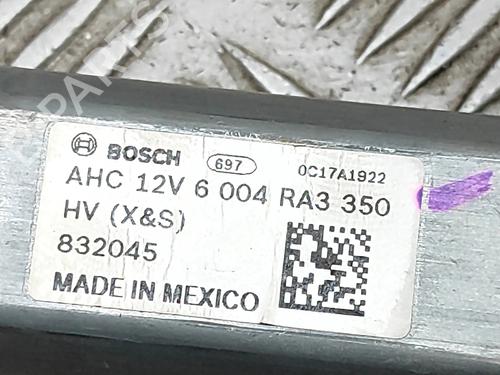 BOSCH 697 0C17A1922
AHC 12V 6 004 RA3 350
HV (X&S)
832045
MADE IN MEXICO